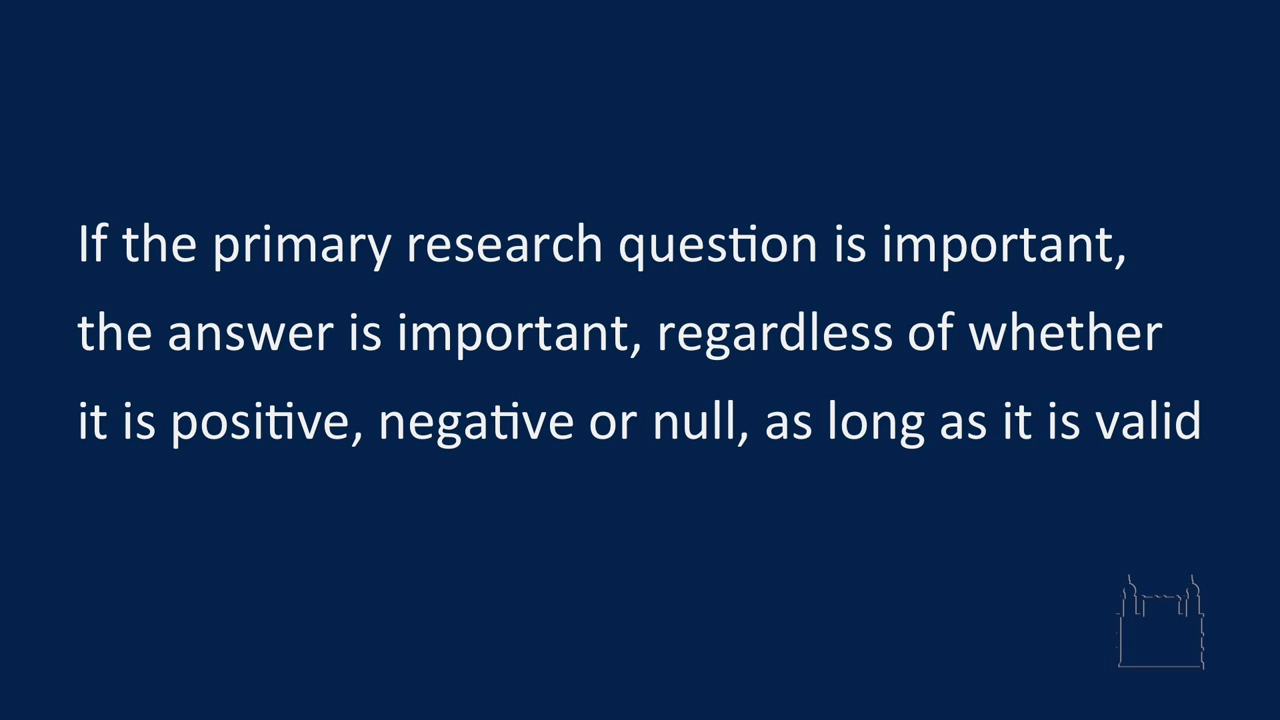 If the primary research question is important,
the answer is important, regardless of whether
it is positive, negative or null, as long as it is valid